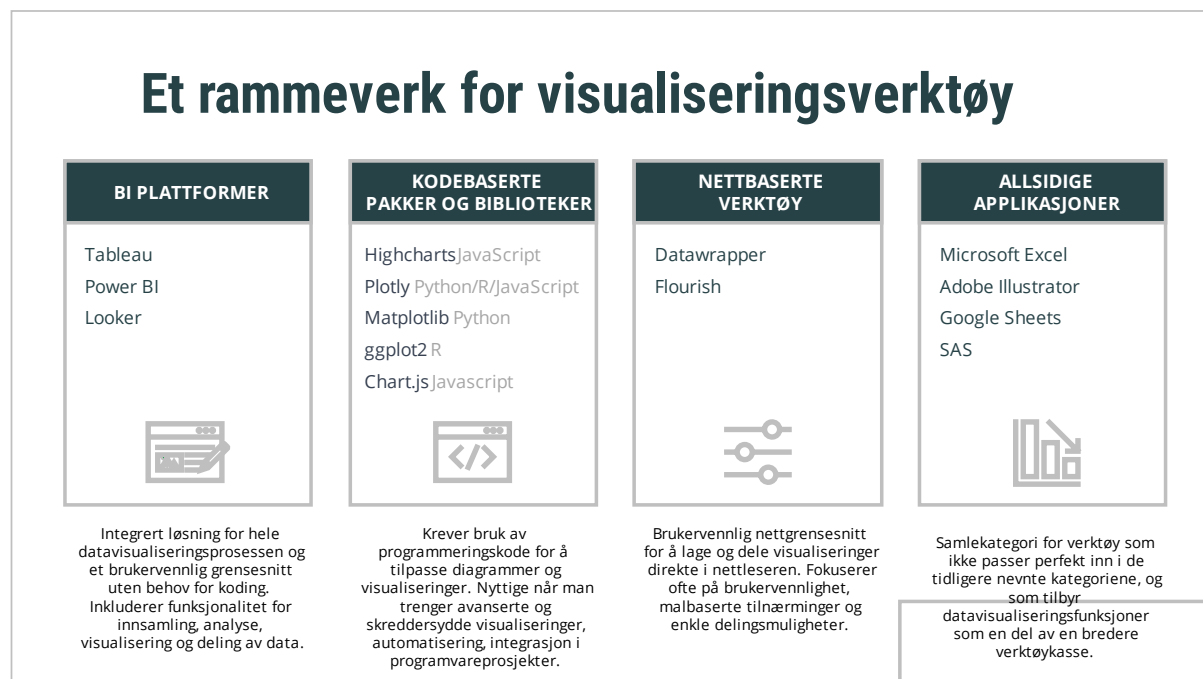 Et rammeverk for visualiseringsverktøy
BI PLATTFORMER
Tableau
Power BI
Looker
Integrert løsning for hele
datavisualiseringsprosessen og
et brukervennlig grensesnitt
uten behov for koding.
Inkluderer funksjonalitet for
innsamling, analyse,
visualisering og deling av data.
KODEBASERTE
PAKKER OG BIBLIOTEKER
Highcharts JavaScript
Plotly Python/R/JavaScript
Matplotlib Python
ggplot2 R
Chart.js Javascript
Krever bruk av
programmeringskode for å
tilpasse diagrammer og
visualiseringer. Nyttige når man
trenger avanserte og
skreddersydde visualiseringer,
automatisering, integrasjon i
programvareprosjekter.
NETTBASERTE
VERKTØY
Datawrapper
Flourish
Brukervennlig nettgrensesnitt
for å lage og dele visualiseringer
direkte i nettleseren. Fokuserer
ofte på brukervennlighet,
malbaserte tilnærminger og
enkle delingsmuligheter.
ALLSIDIGE
APPLIKASJONER
Microsoft Excel
Adobe Illustrator
Google Sheets
SAS
Samlekategori for verktøy som
ikke passer perfekt inn i de
tidligere nevnte kategoriene, og
som tilbyr
datavisualiseringsfunksjoner
som en del av en bredere
verktøykasse.